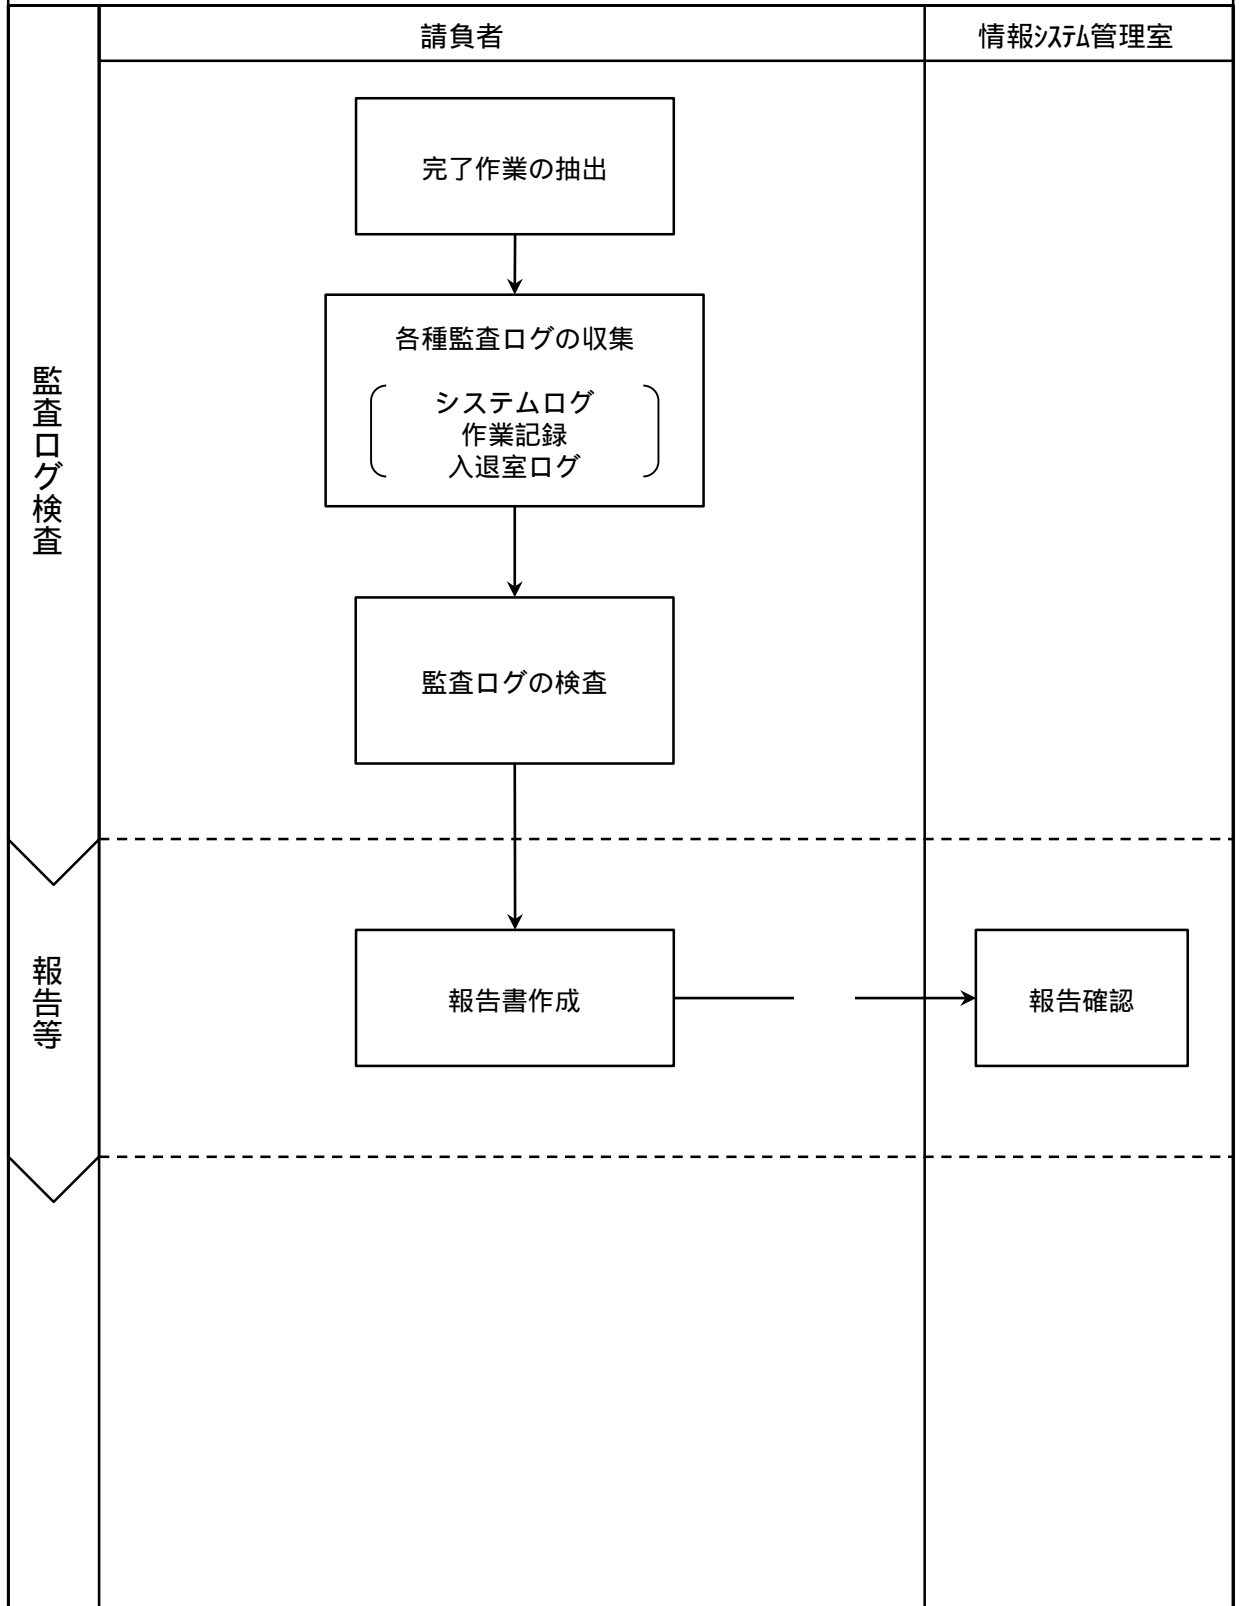 請負者
情報ｼｽﾃﾑ管理室
監査ログ検査
完了作業の抽出
各種監査ログの収集
システムログ
作業記録
入退室ログ
監査ログの検査
報告等
報告書作成
報告確認